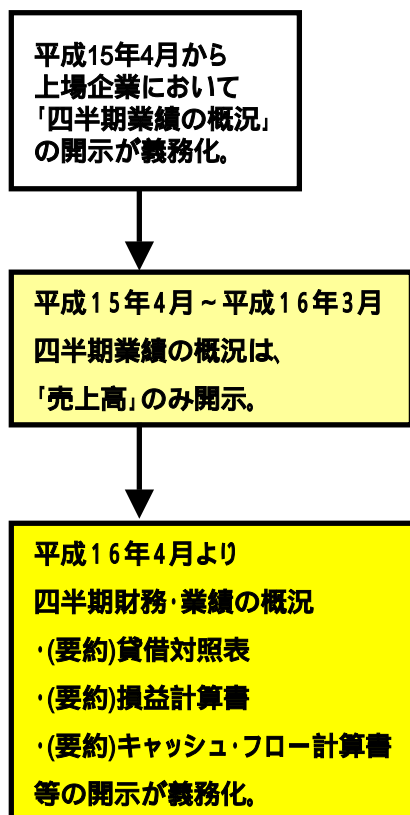 平成15年4月から
上場企業において
「四半期業績の概況」
の開示が義務化。
平成15年4月~平成16年3月
四半期業績の概況は、
「売上高」のみ開示。
平成16年4月より
四半期財務・業績の概況
・(要約)貸借対照表
・(要約)損益計算書
・(要約)キャッシュ・フロー計算書
等の開示が義務化。